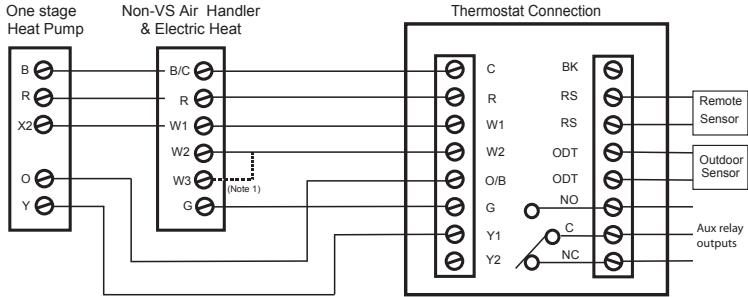 One stage
Heat Pump
Non-VS Air Handler
& Electric Heat
Thermostat Connection
B
R
X2
O
Y
B/C
R
W1
W2
W3
(Note 1)
G
C
R
W1
W2
O/B
G
Y1
Y2
BK
RS
RS
ODT
ODT
NO
C
NC
Remote
Sensor
Outdoor
Sensor
Aux relay
outputs